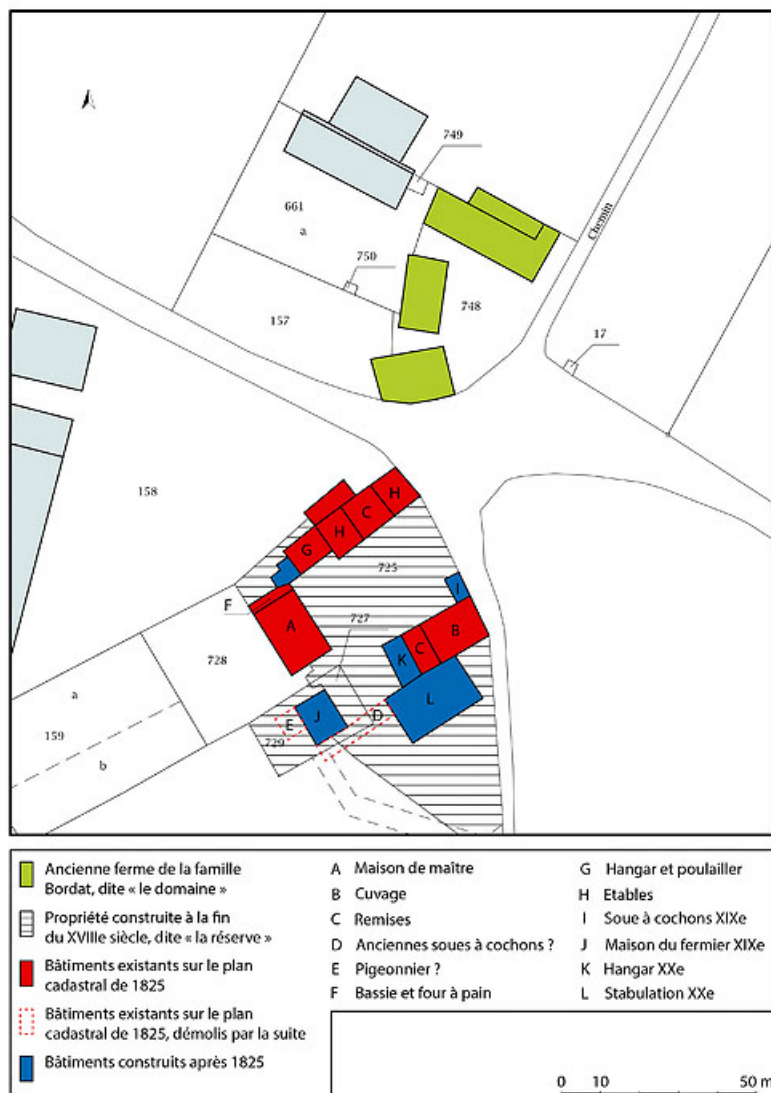 749
661
a
Chemin
750
748
157
17
158
H
C
H
G
725
I
F
A
727
B
C
K
728
L
a
J
D
E
159
729
b
Ancienne ferme de la famille
Bordat, dite « le domaine »
Propriété construite à la fin
du XVIIIe siècle, dite « la réserve »
Bâtiments existants sur le plan
cadastral de 1825
Bâtiments existants sur le plan
cadastral de 1825, démolis par la suite
Bâtiments construits après 1825
A Maison de maître
B Cuvage
C Remises
D Anciennes soues à cochons ?
E Pigeonnier ?
F Bassie et four à pain
G Hangar et poulailler
H Etables
I Soue à cochons XIXe
J Maison du fermier XIXe
K Hangar XXe
L Stabulation XXe
0 10 50 m